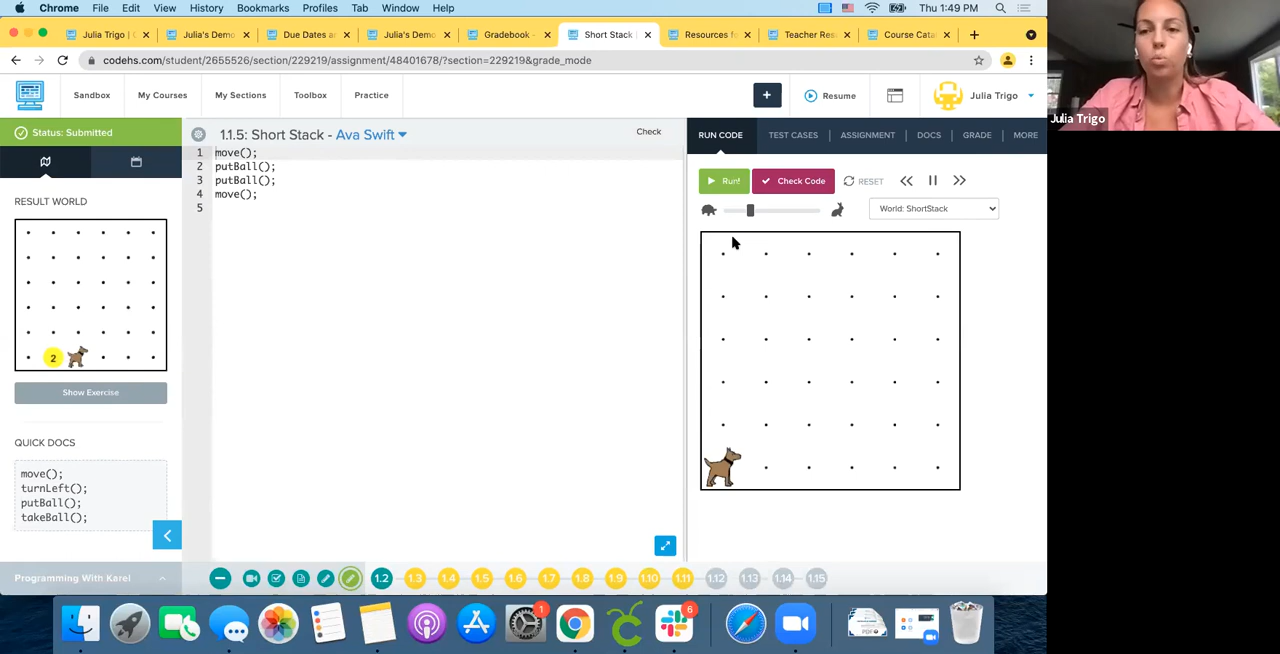 Chrome File Edit View History Bookmarks Profiles Tab Window Help Thu 1:49 PM
Julia Trigo | C Julia's Demo Due Dates a Julia's Demo Gradebook - Short Stack Resources fo Teacher Res Course Cata
codehs.com/student/2655526/section/229219/assignment/48401678/?section=229219&grade_mode
Sandbox My Courses My Sections Toolbox Practice + Resume Julia Trigo
Julia Trigo
Status: Submitted
1.1.5: Short Stack - Ava Swift
Check
RUN CODE TEST CASES ASSIGNMENT DOCS GRADE MORE
1 move();
2 putBall();
3 putBall();
4 move();
5
Run! Check Code RESET
World: ShortStack
RESULT WORLD
2
Show Exercise
QUICK DOCS
move();
turnLeft();
putBall();
takeBall();
Programming With Karel
1.2 1.3 1.4 1.5 1.6 1.7 1.8 1.9 1.10 1.11 1.12 1.13 1.14 1.15
1 6
PDF